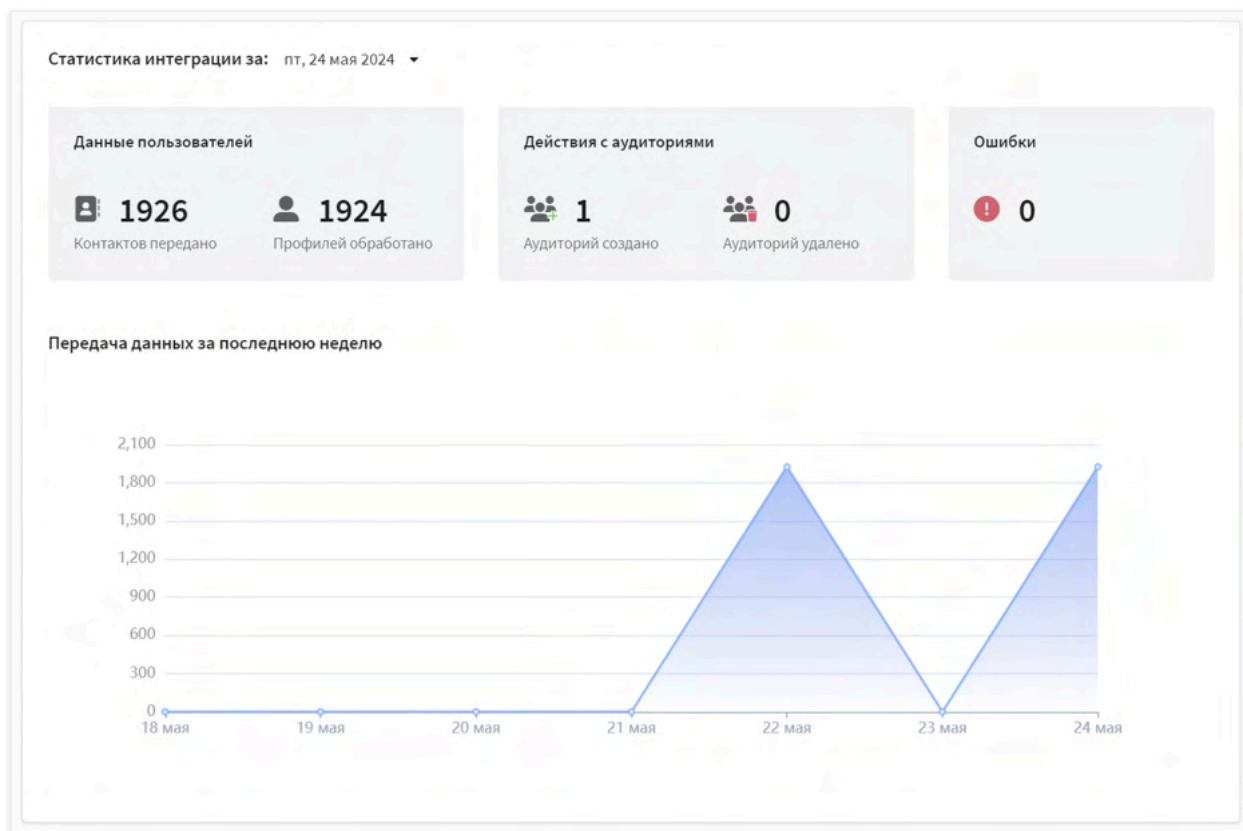 Статистика интеграции за: пт, 24 мая 2024
Данные пользователей
1926
Контактов передано
1924
Профилей обработано
Действия с аудиториями
1
Аудиторий создано
0
Аудиторий удалено
Ошибки
0
Передача данных за последнюю неделю
2,100
1,800
1,500
1,200
900
600
300
0
18 мая 19 мая 20 мая 21 мая 22 мая 23 мая 24 мая